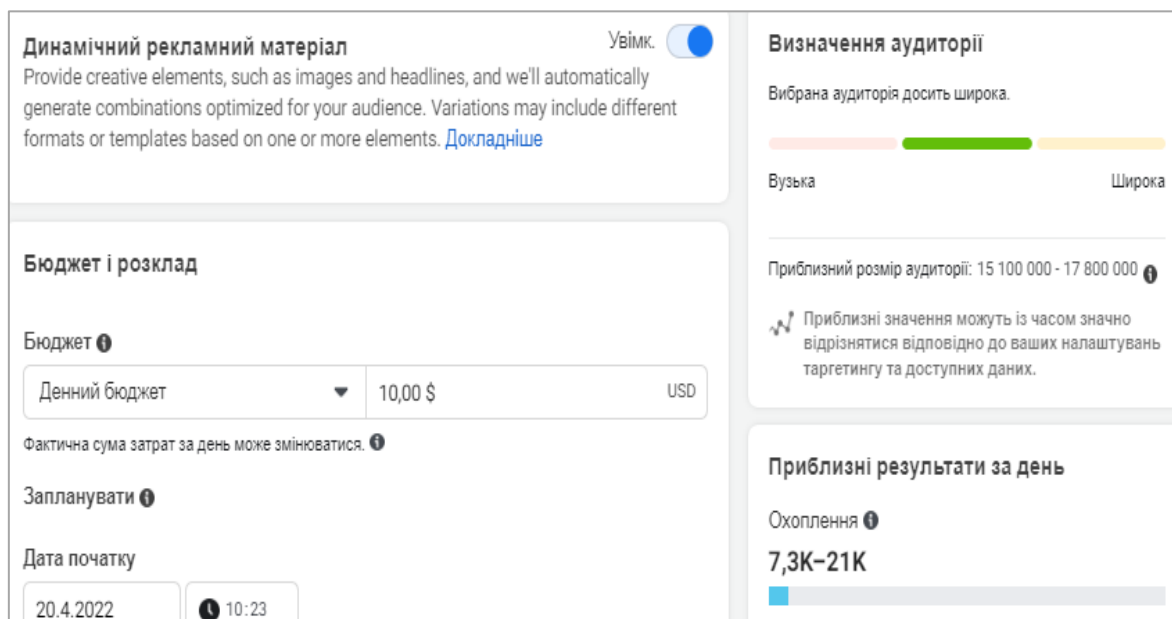 Динамічний рекламний матеріал
Увімк.
Provide creative elements, such as images and headlines, and we'll automatically
generate combinations optimized for your audience. Variations may include different
formats or templates based on one or more elements. Докладніше
Бюджет і розклад
Бюджет
Денний бюджет
10,00 $
USD
Фактична сума затрат за день може змінюватися.
Запланувати
Дата початку
20.4.2022
10:23
Визначення аудиторії
Вибрана аудиторія досить широка.
Вузька
Широка
Приблизний розмір аудиторії: 15 100 000 - 17 800 000
Приблизні значення можуть із часом значно
відрізнятися відповідно до ваших налаштувань
таргетингу та доступних даних.
Приблизні результати за день
Охоплення
7,3K–21K